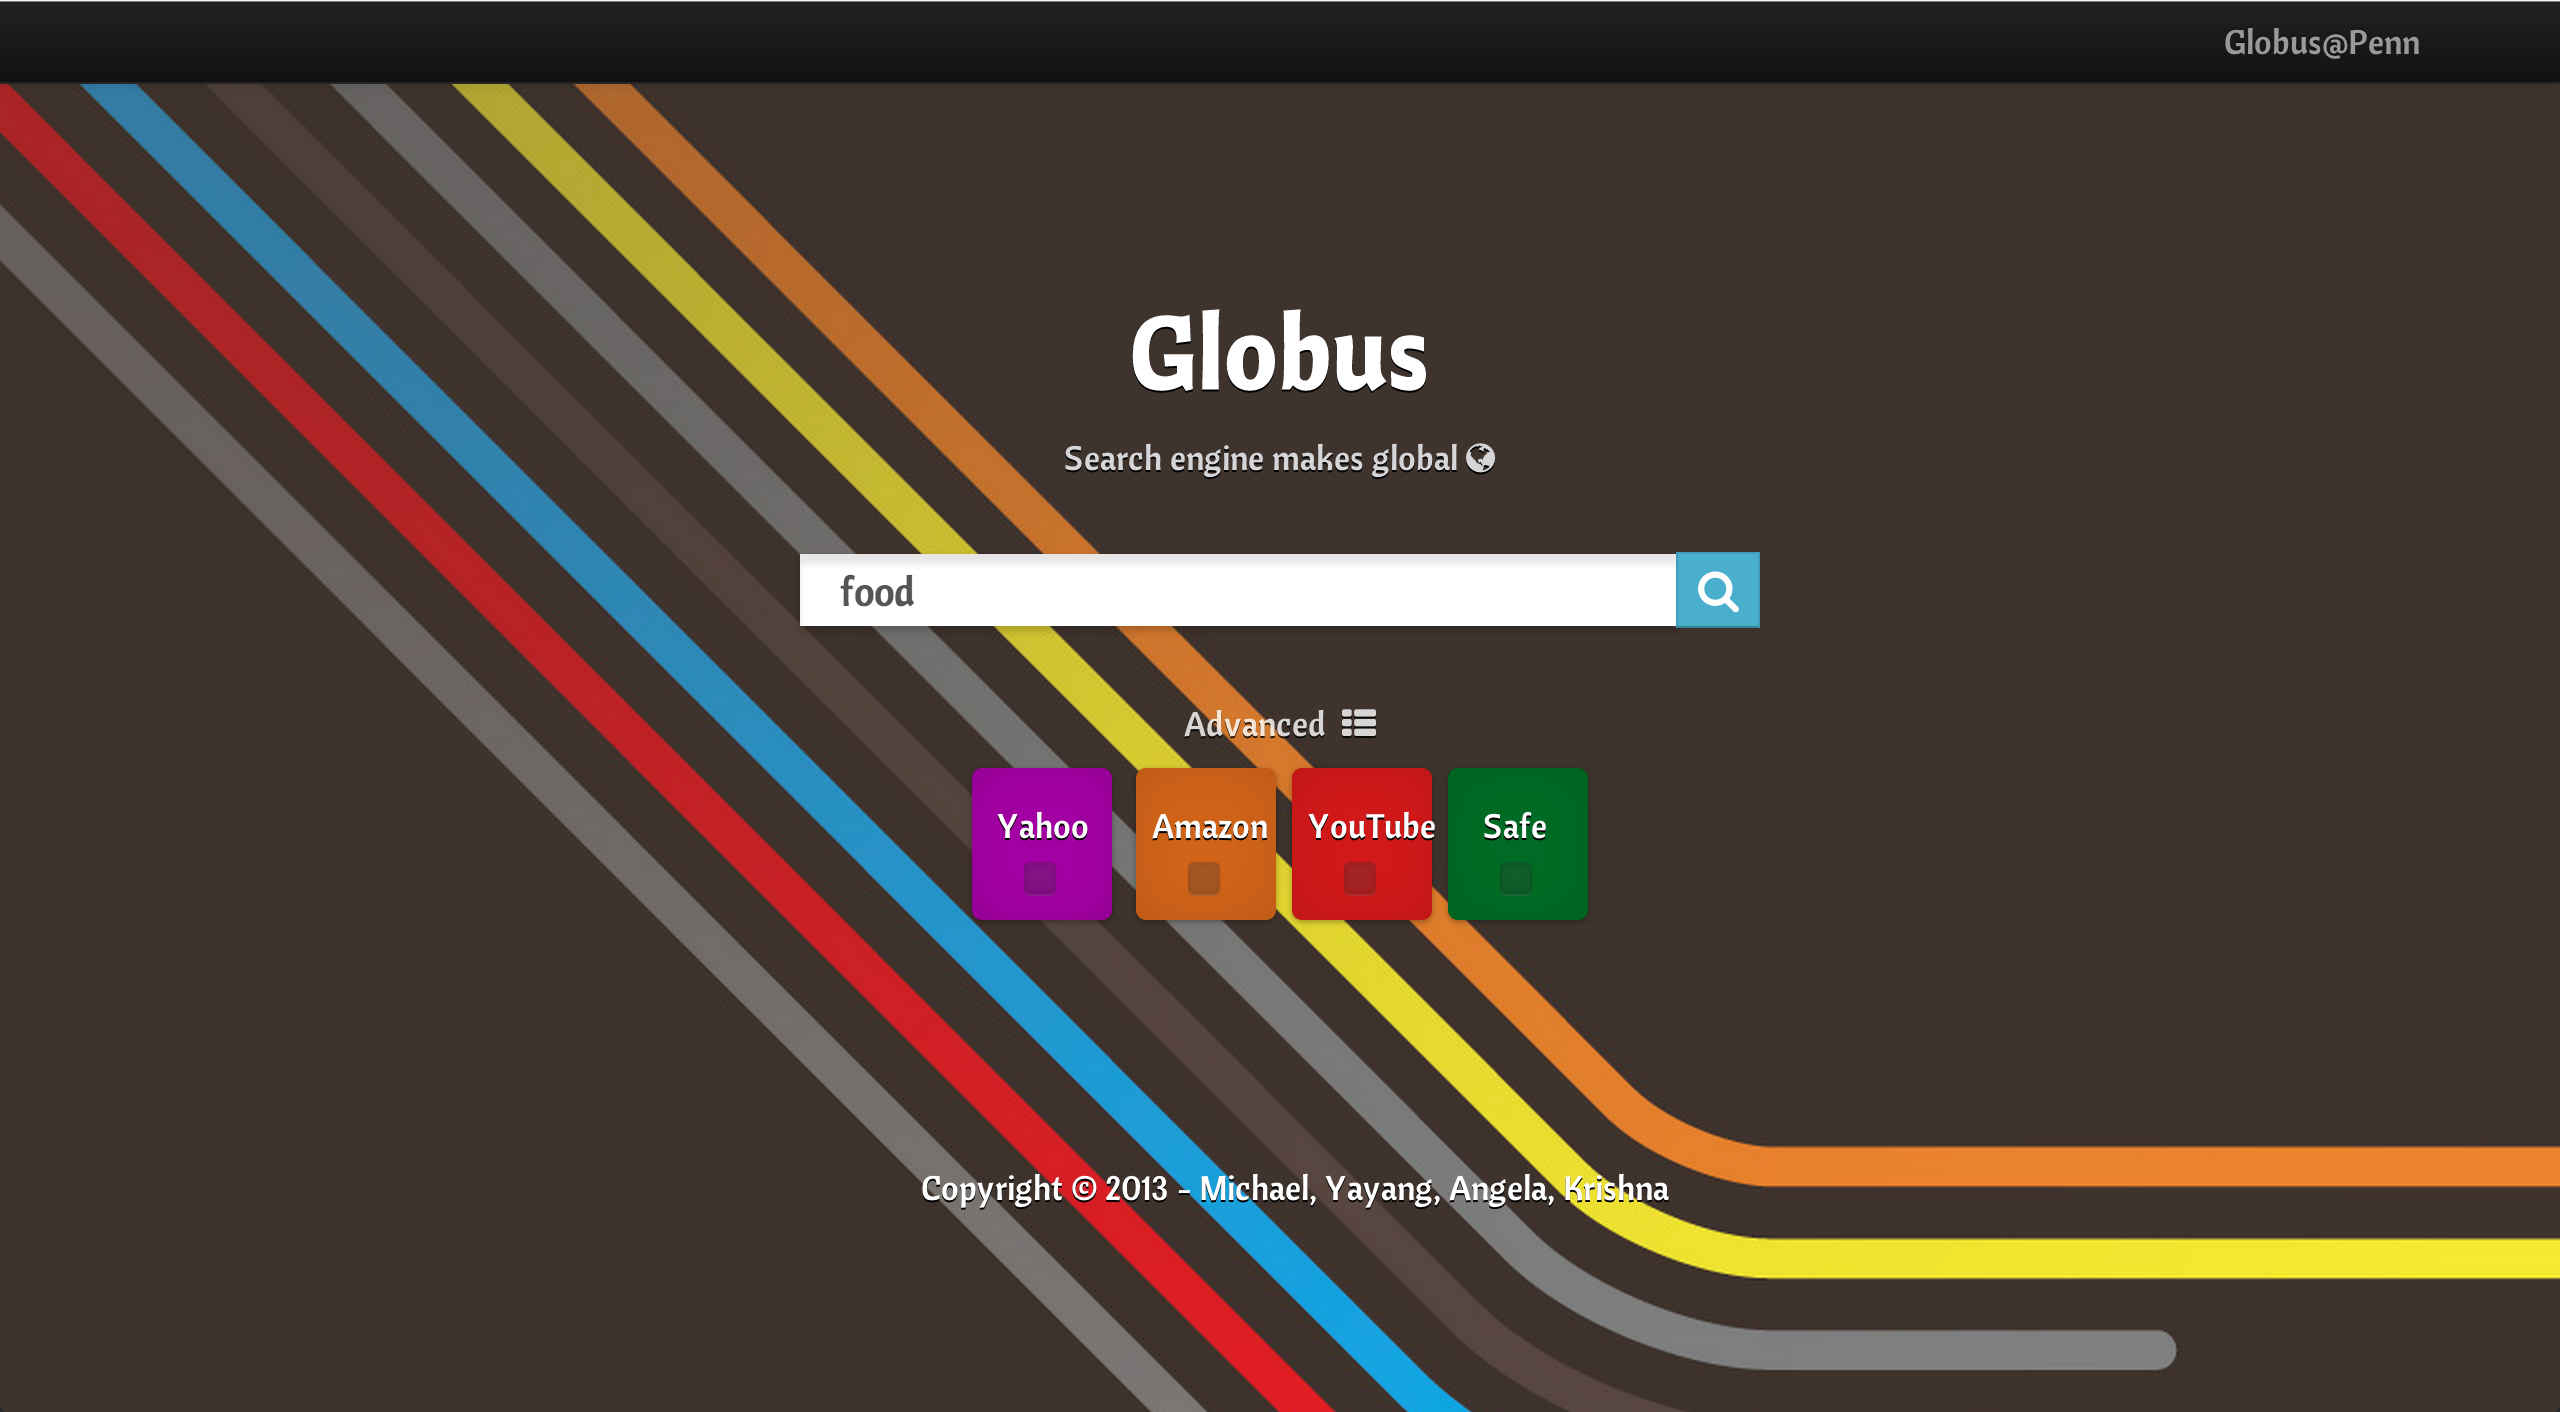 Globus@Penn
Globus
Search engine makes global
food
Advanced
Yahoo Amazon YouTube Safe
Copyright © 2013 - Michael, Yayang, Angela, Krishna